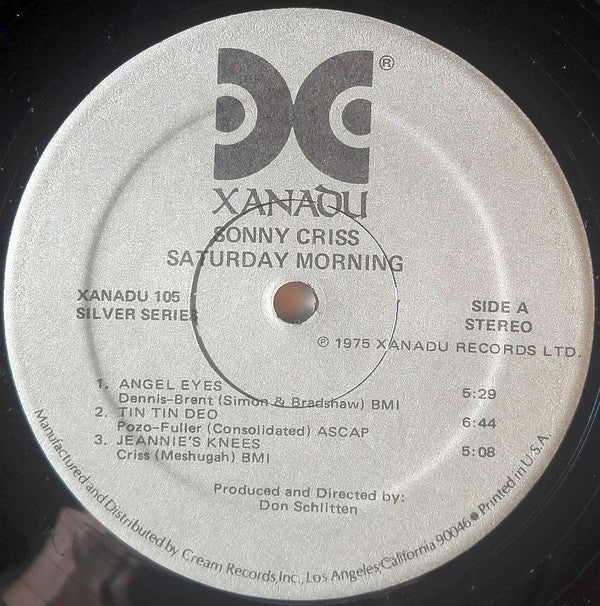 ®
XANADU
SONNY CRISS
SATURDAY MORNING
XANADU 105
SILVER SERIES
SIDE A
STEREO
℗ 1975 XANADU RECORDS LTD.
1. ANGEL EYES
Dennis-Brent (Simon & Bradshaw) BMI 5:29
2. TIN TIN DEO
Pozo-Fuller (Consolidated) ASCAP 6:44
3. JEANNIE'S KNEES
Criss (Meshugah) BMI 5:08
Produced and Directed by:
Don Schlitten
Manufactured and Distributed by Cream Records, Inc., Los Angeles, California 90046 ● Printed in U.S.A.